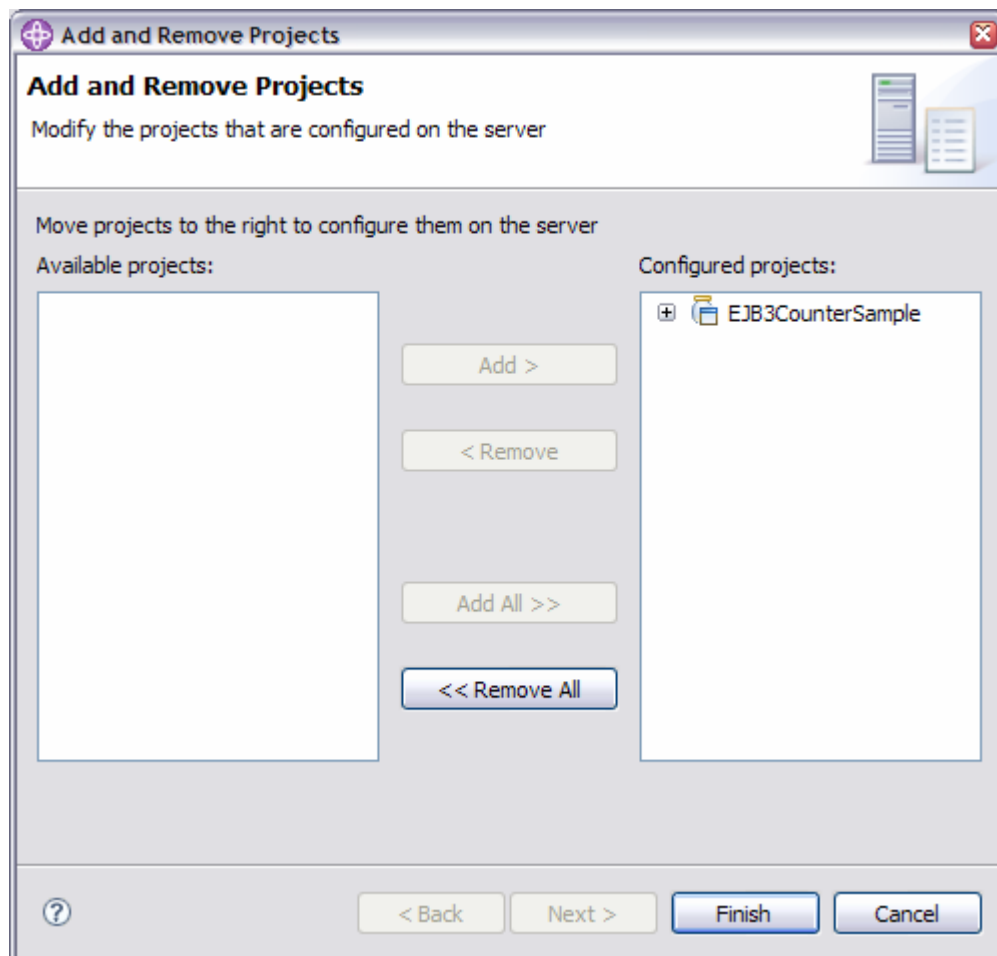 Add and Remove Projects
Add and Remove Projects
Modify the projects that are configured on the server
Move projects to the right to configure them on the server
Available projects:
Configured projects:
EJB3CounterSample
Add >
< Remove
Add All >>
<< Remove All
< Back
Next >
Finish
Cancel